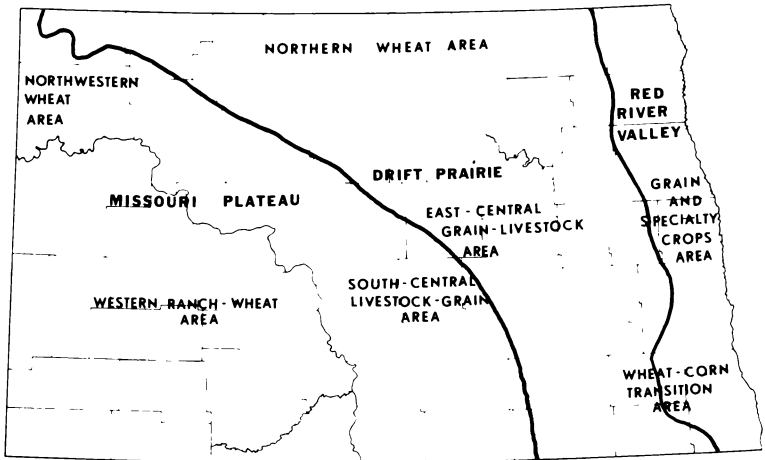 NORTHERN WHEAT AREA
NORTHWESTERN
WHEAT
AREA
RED
RIVER
VALLEY
DRIFT PRAIRIE
MISSOURI PLATEAU
GRAIN
AND
SPECIALTY
CROPS
AREA
EAST-CENTRAL
GRAIN-LIVESTOCK
AREA
SOUTH-CENTRAL
LIVESTOCK-GRAIN
AREA
WESTERN RANCH-WHEAT
AREA
WHEAT-CORN
TRANSITION
AREA